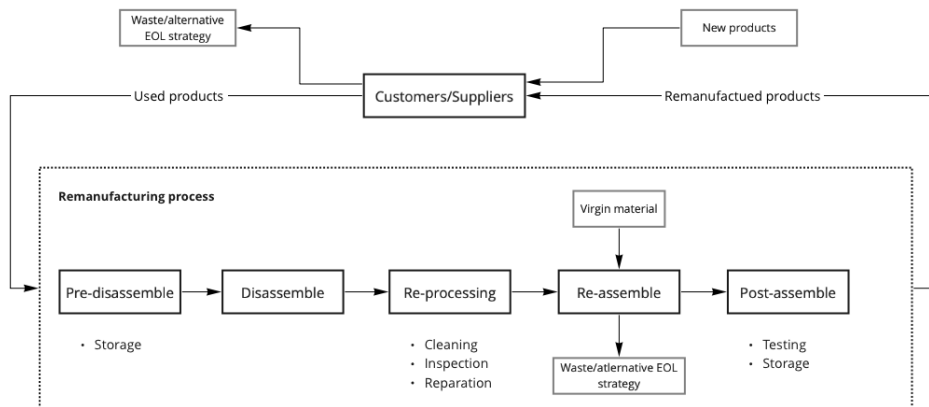 Waste/alternative
EOL strategy
New products
Customers/Suppliers
Used products
Remanufactued products
Remanufacturing process
Virgin material
Pre-disassemble
Disassemble
Re-processing
Re-assemble
Post-assemble
• Storage
• Cleaning
• Inspection
• Reparation
Waste/atlernative EOL
strategy
• Testing
• Storage